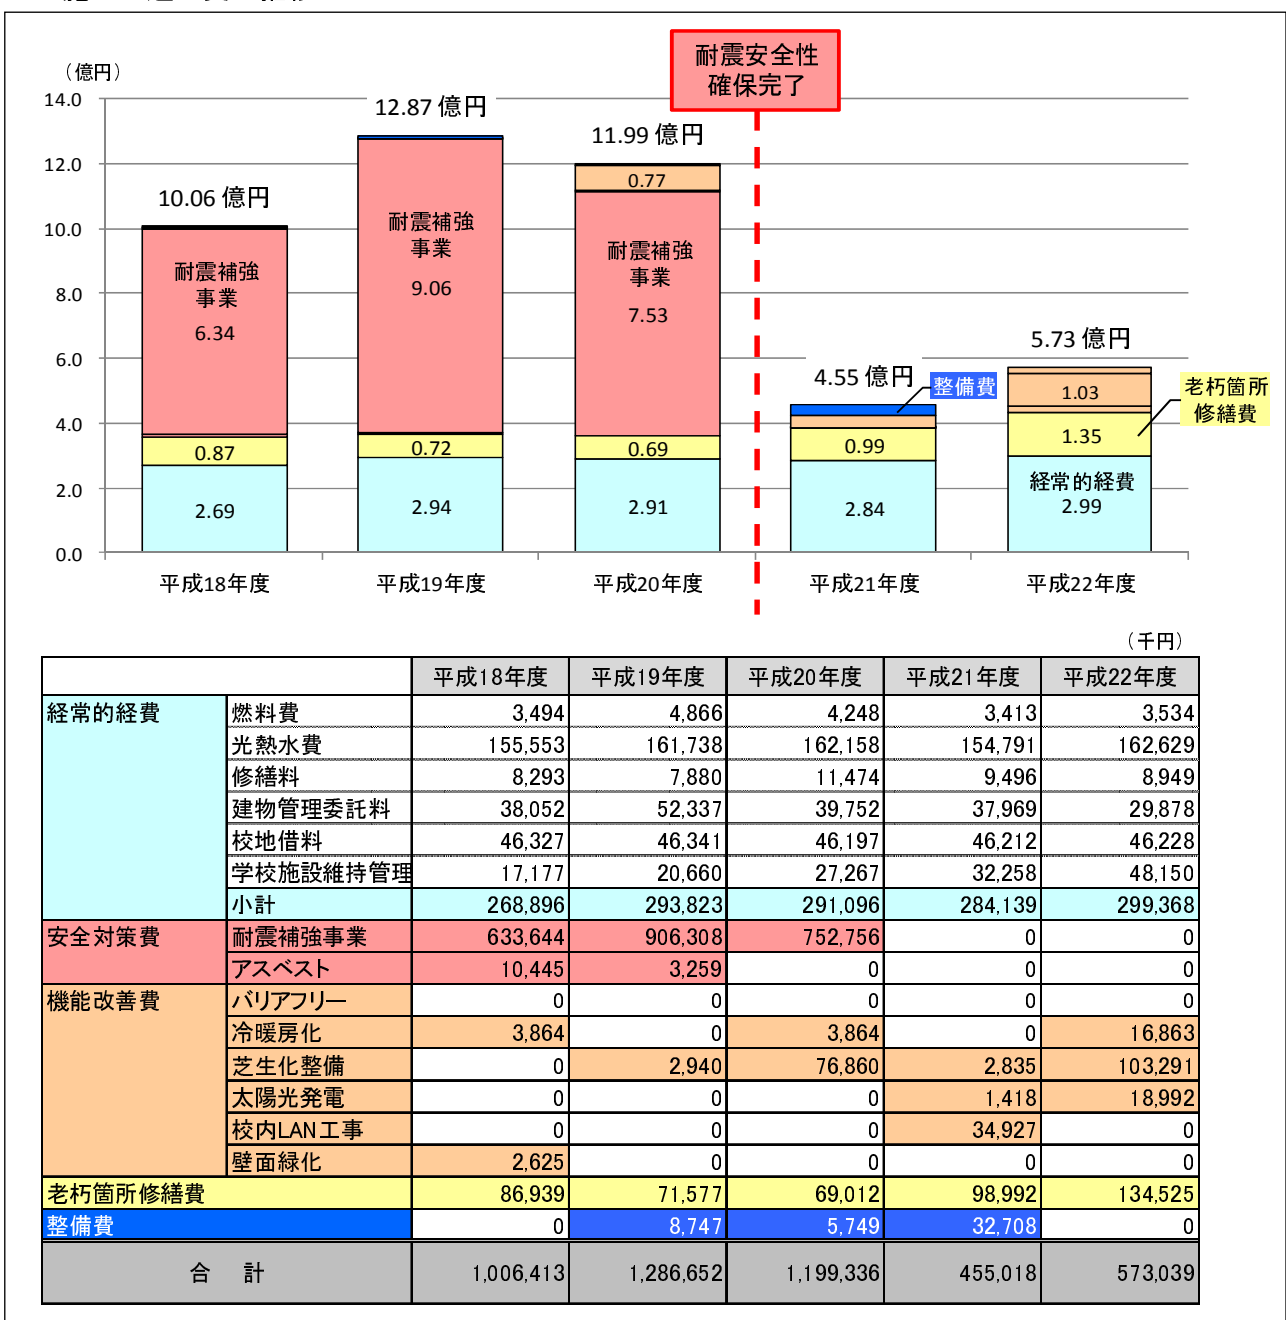 耐震安全性
確保完了
（億円）
14.0
12.0
10.0
8.0
6.0
4.0
2.0
0.0
10.06 億円
耐震補強
事業
6.34
0.87
2.69
12.87 億円
耐震補強
事業
9.06
0.72
2.94
11.99 億円
0.77
耐震補強
事業
7.53
0.69
2.91
4.55 億円
整備費
0.99
2.84
5.73 億円
1.03
1.35
経常的経費
2.99
老朽箇所
修繕費
平成18年度 平成19年度 平成20年度 平成21年度 平成22年度
（千円）
平成18年度 平成19年度 平成20年度 平成21年度 平成22年度
経常的経費 燃料費 3,494 4,866 4,248 3,413 3,534
光熱水費 155,553 161,738 162,158 154,791 162,629
修繕料 8,293 7,880 11,474 9,496 8,949
建物管理委託料 38,052 52,337 39,752 37,969 29,878
校地借料 46,327 46,341 46,197 46,212 46,228
学校施設維持管理 17,177 20,660 27,267 32,258 48,150
小計 268,896 293,823 291,096 284,139 299,368
安全対策費 耐震補強事業 633,644 906,308 752,756 0 0
アスベスト 10,445 3,259 0 0 0
機能改善費 バリアフリー 0 0 0 0 0
冷暖房化 3,864 0 3,864 0 16,863
芝生化整備 0 2,940 76,860 2,835 103,291
太陽光発電 0 0 0 1,418 18,992
校内LAN工事 0 0 0 34,927 0
壁面緑化 2,625 0 0 0 0
老朽箇所修繕費 86,939 71,577 69,012 98,992 134,525
整備費 0 8,747 5,749 32,708 0
合 計 1,006,413 1,286,652 1,199,336 455,018 573,039